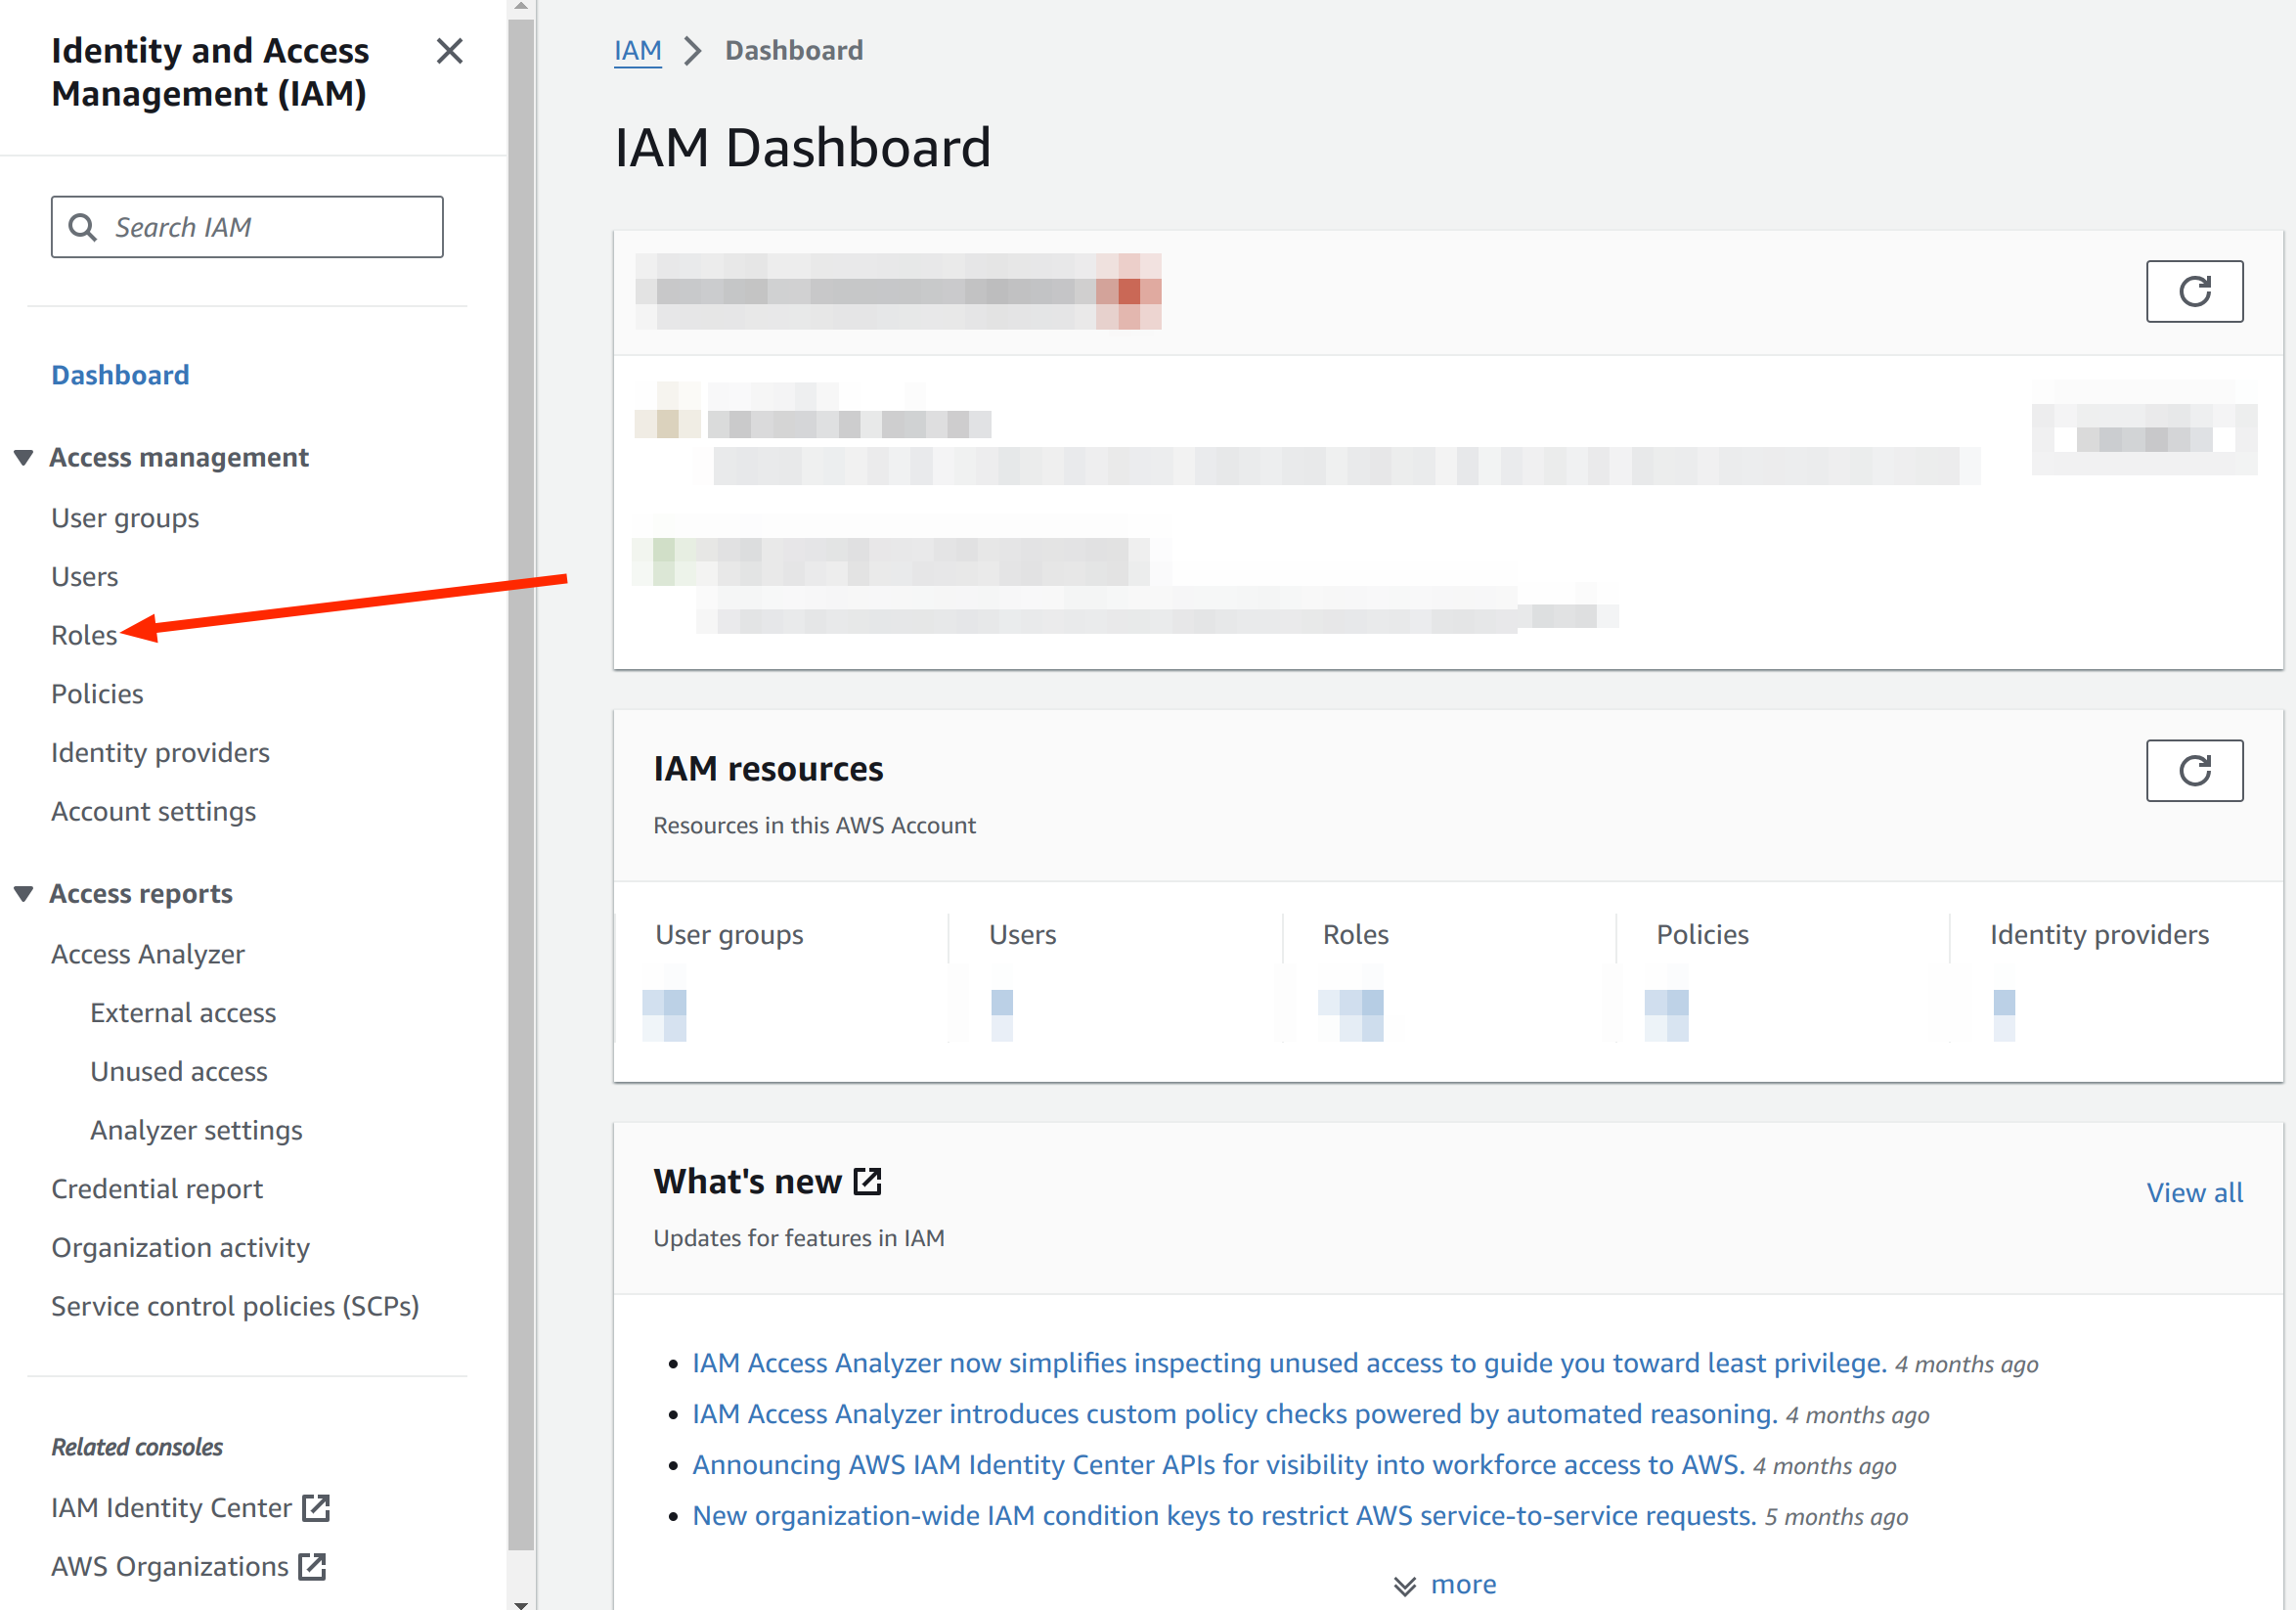 Identity and Access
Management (IAM)
Search IAM
Dashboard
Access management
User groups
Users
Roles
Policies
Identity providers
Account settings
Access reports
Access Analyzer
External access
Unused access
Analyzer settings
Credential report
Organization activity
Service control policies (SCPs)
Related consoles
IAM Identity Center
AWS Organizations
IAM > Dashboard
IAM Dashboard
IAM resources
Resources in this AWS Account
User groups Users Roles Policies Identity providers
What's new
View all
Updates for features in IAM
• IAM Access Analyzer now simplifies inspecting unused access to guide you toward least privilege. 4 months ago
• IAM Access Analyzer introduces custom policy checks powered by automated reasoning. 4 months ago
• Announcing AWS IAM Identity Center APIs for visibility into workforce access to AWS. 4 months ago
• New organization-wide IAM condition keys to restrict AWS service-to-service requests. 5 months ago
more